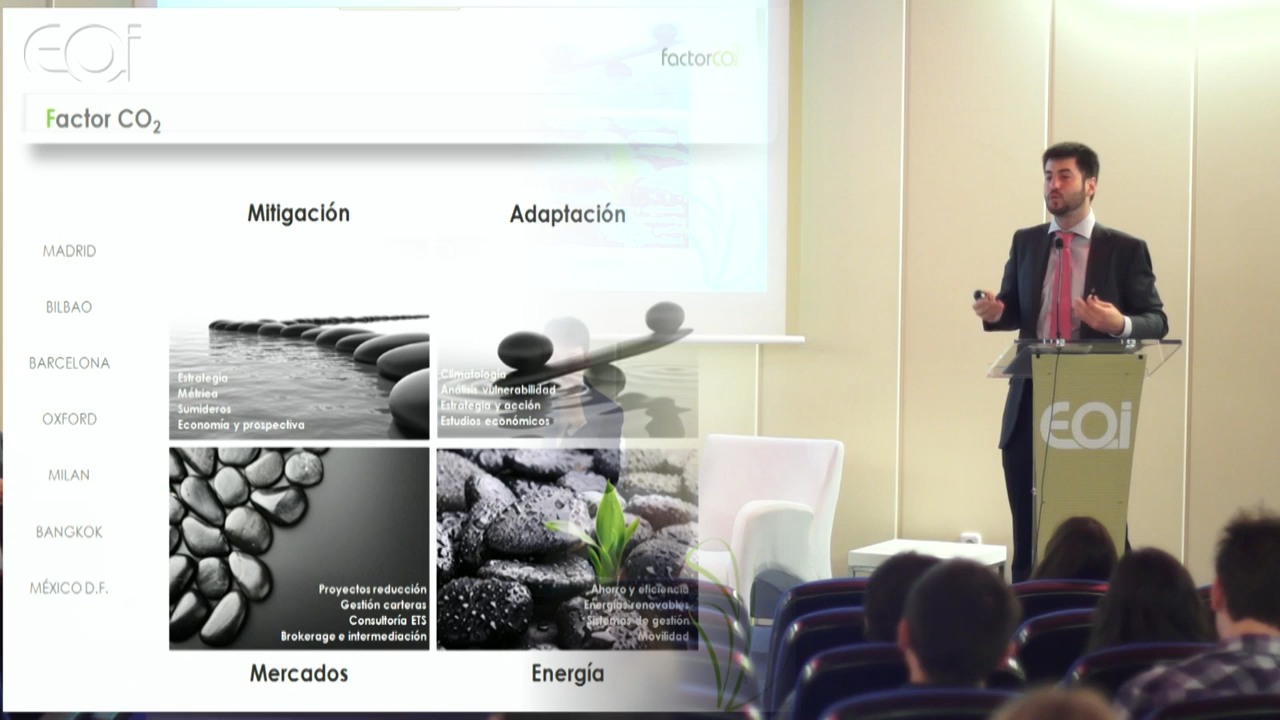 EOi
factorCO2
Factor CO2
Mitigación
Adaptación
MADRID
BILBAO
BARCELONA
OXFORD
MILAN
BANGKOK
MÉXICO D.F.
Estrategia
Métrica
Sumideros
Economía y prospectiva
Climatología
Análisis vulnerabilidad
Estrategia y acción
Estudios económicos
Proyectos reducción
Gestión carteras
Consultoría ETS
Brokerage e intermediación
Ahorro y eficiencia
Energías renovables
Sistemas de gestión
Movilidad
Mercados
Energía
EOi